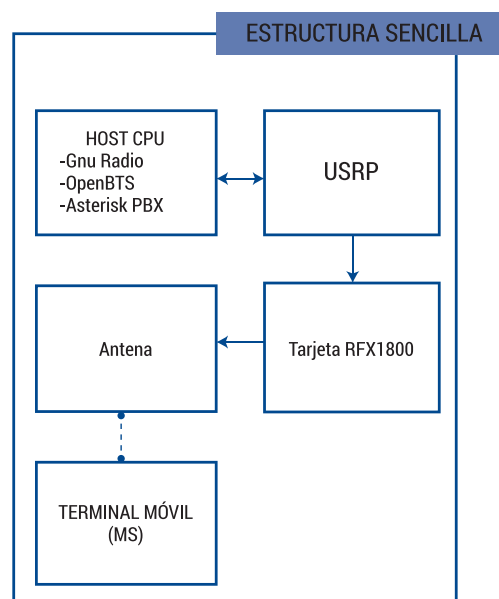 ESTRUCTURA SENCILLA
HOST CPU
-Gnu Radio
-OpenBTS
-Asterisk PBX
USRP
Antena
Tarjeta RFX1800
TERMINAL MÓVIL
(MS)